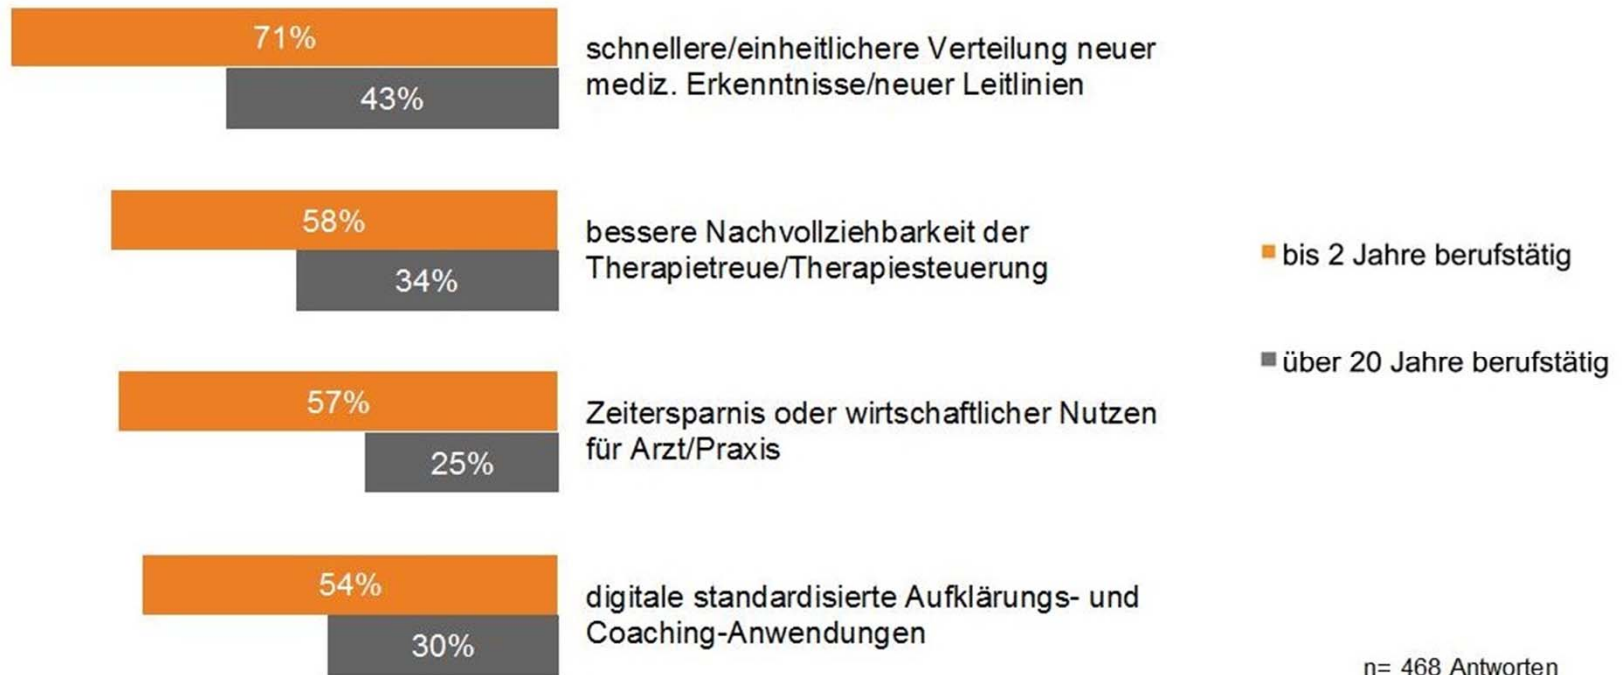 71%
schnellere/einheitlichere Verteilung neuer
mediz. Erkenntnisse/neuer Leitlinien
43%
58%
bessere Nachvollziehbarkeit der
Therapietreue/Therapiesteuerung
34%
bis 2 Jahre berufstätig
über 20 Jahre berufstätig
57%
Zeitersparnis oder wirtschaftlicher Nutzen
für Arzt/Praxis
25%
54%
digitale standardisierte Aufklärungs- und
Coaching-Anwendungen
30%
n= 468 Antworten